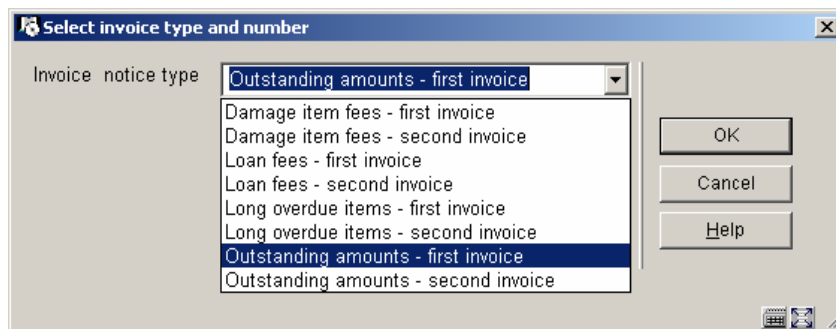 Select invoice type and number
Invoice notice type
Outstanding amounts - first invoice
Damage item fees - first invoice
Damage item fees - second invoice
Loan fees - first invoice
Loan fees - second invoice
Long overdue items - first invoice
Long overdue items - second invoice
Outstanding amounts - first invoice
Outstanding amounts - second invoice
OK
Cancel
Help